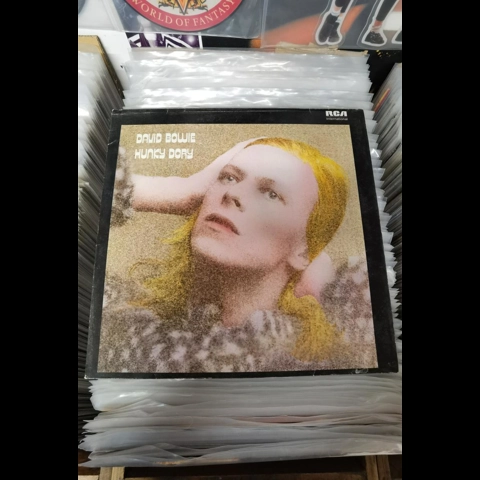 WORLD OF FANTASY
RCA
DAVID BOWIE
HUNKY DORY